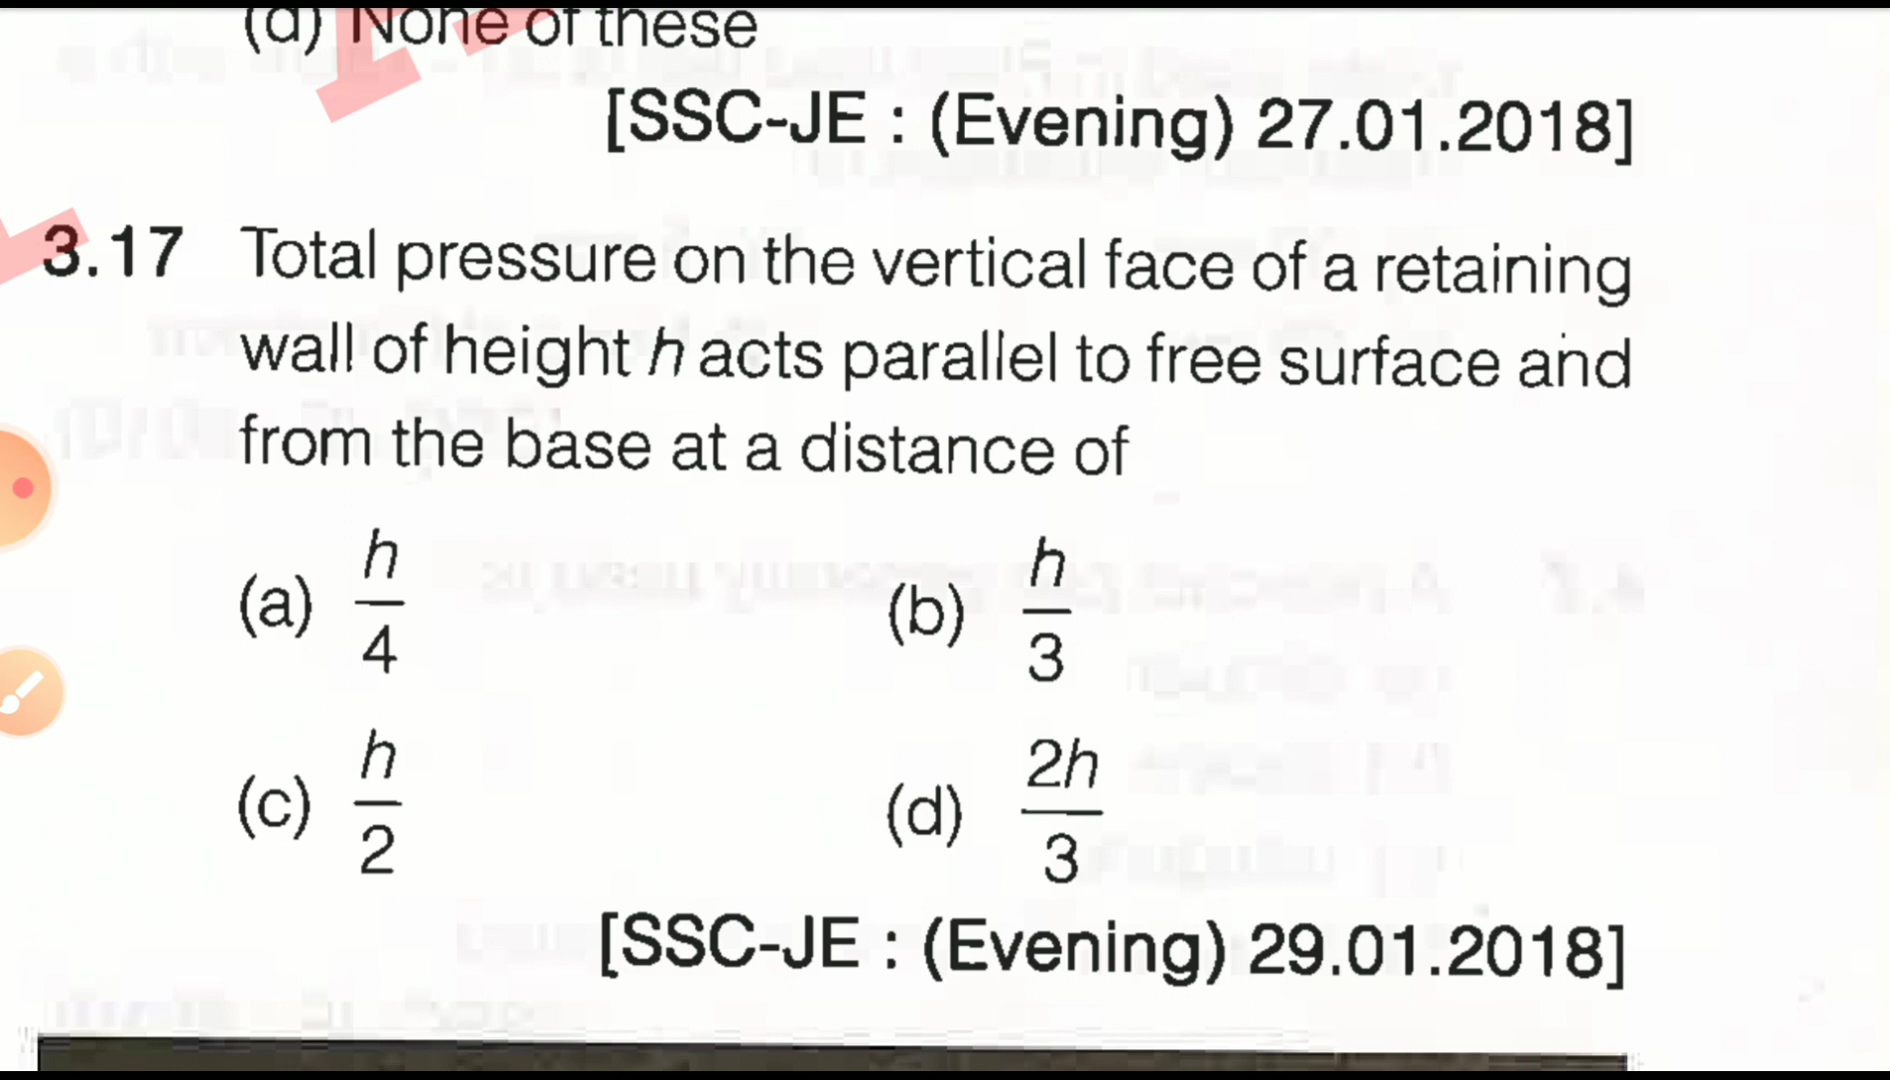 (d) None of these
[SSC-JE : (Evening) 27.01.2018]
3.17 Total pressure on the vertical face of a retaining
wall of height h acts parallel to free surface and
from the base at a distance of
(a) h/4 (b) h/3
(c) h/2 (d) 2h/3
[SSC-JE : (Evening) 29.01.2018]